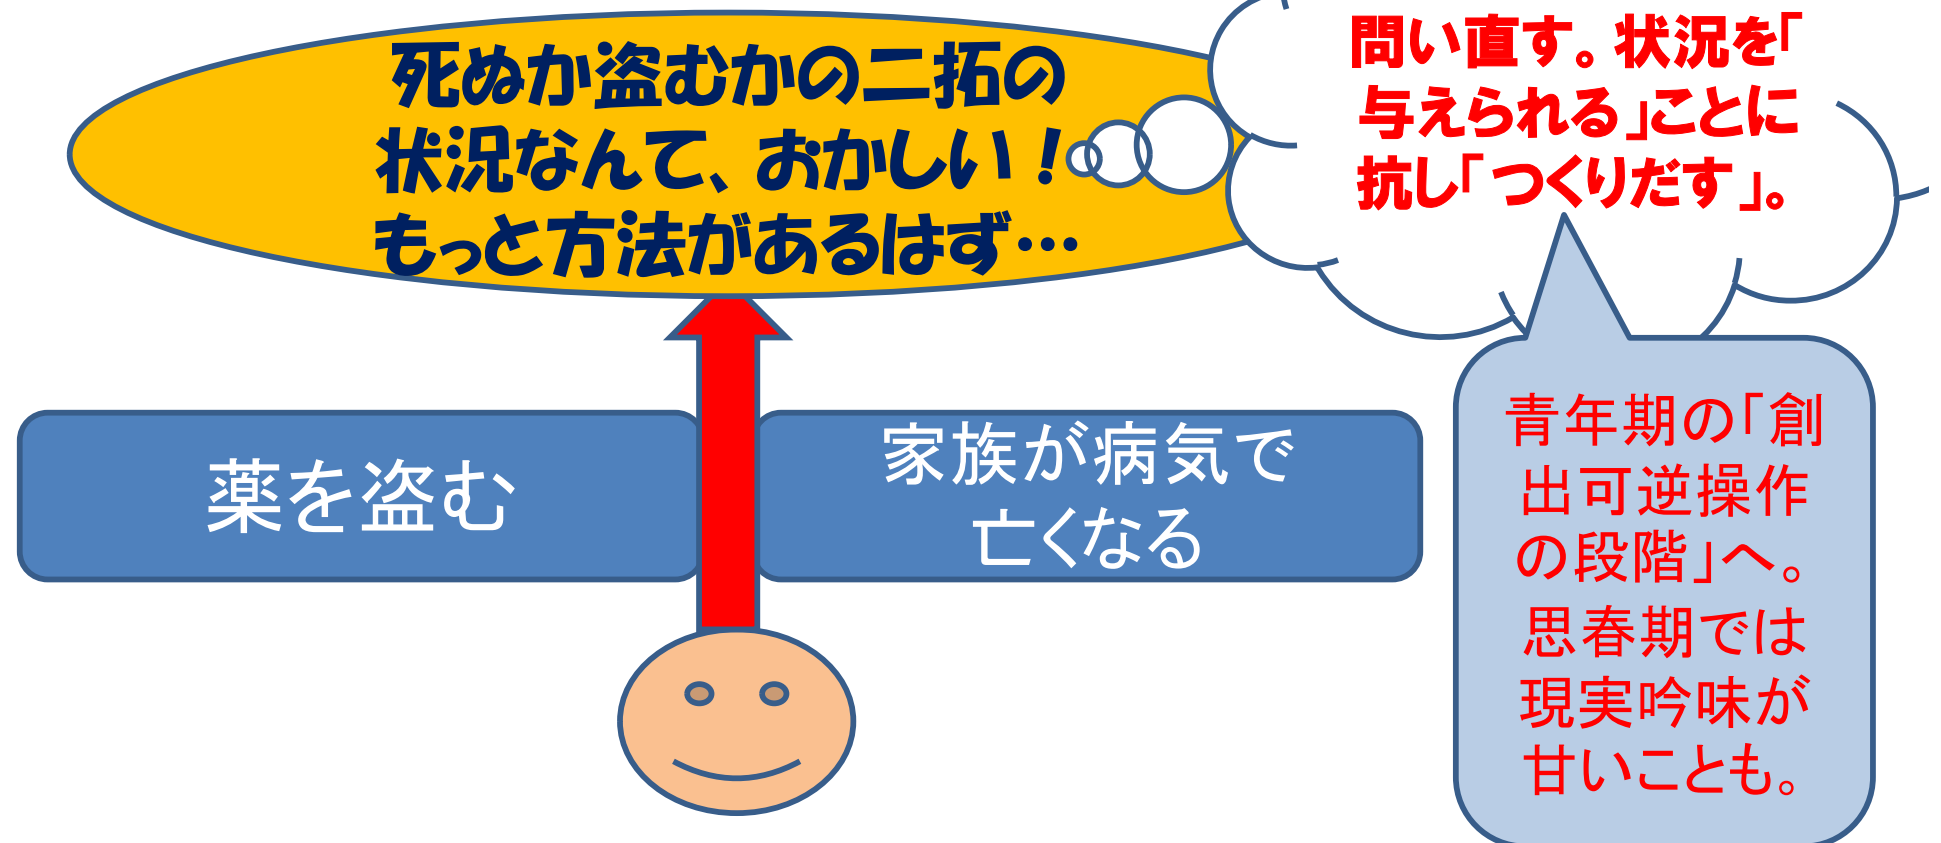 死ぬか盗むかの二拓の
状況なんて、おかしい！
もっと方法があるはず…
問い直す。状況を「
与えられる」ことに
抗し「つくりだす」。
薬を盗む
家族が病気で
亡くなる
青年期の「創
出可逆操作
の段階」へ。
思春期では
現実吟味が
甘いことも。